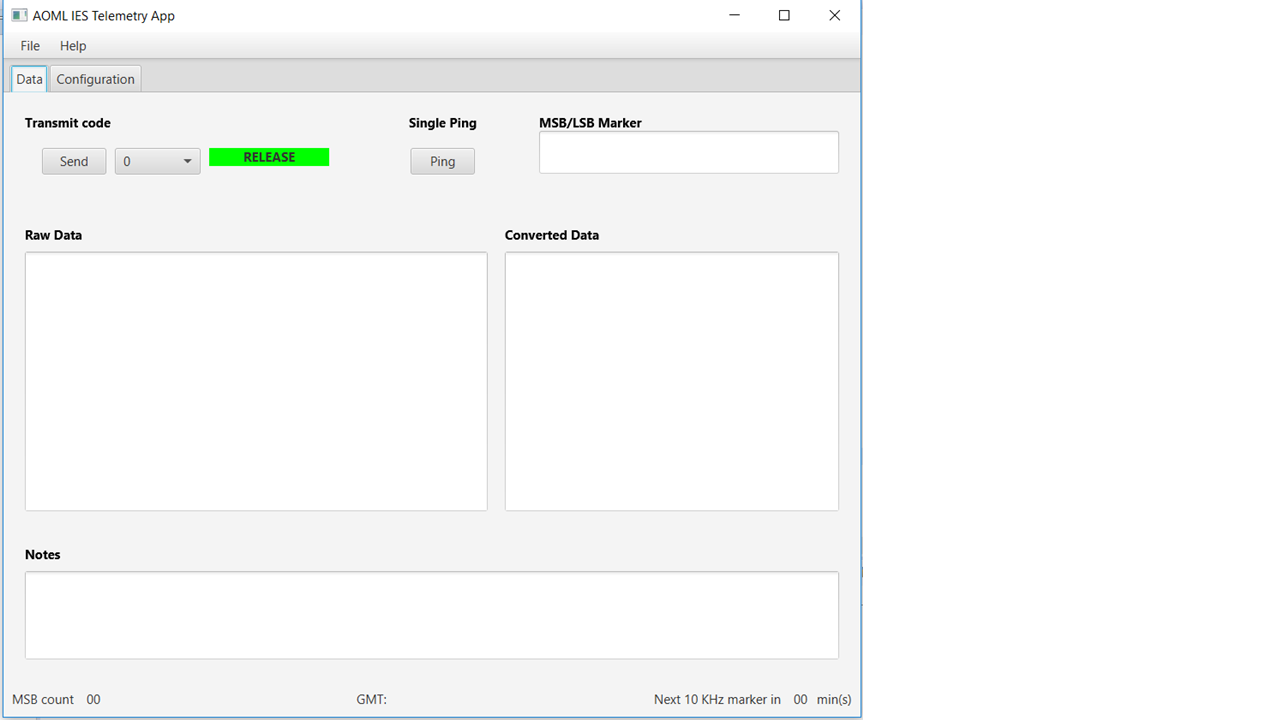 AOML IES Telemetry App
File Help
Data Configuration
Transmit code Single Ping MSB/LSB Marker
Send 0 RELEASE Ping
Raw Data Converted Data
Notes
MSB count 00 GMT: Next 10 KHz marker in 00 min(s)